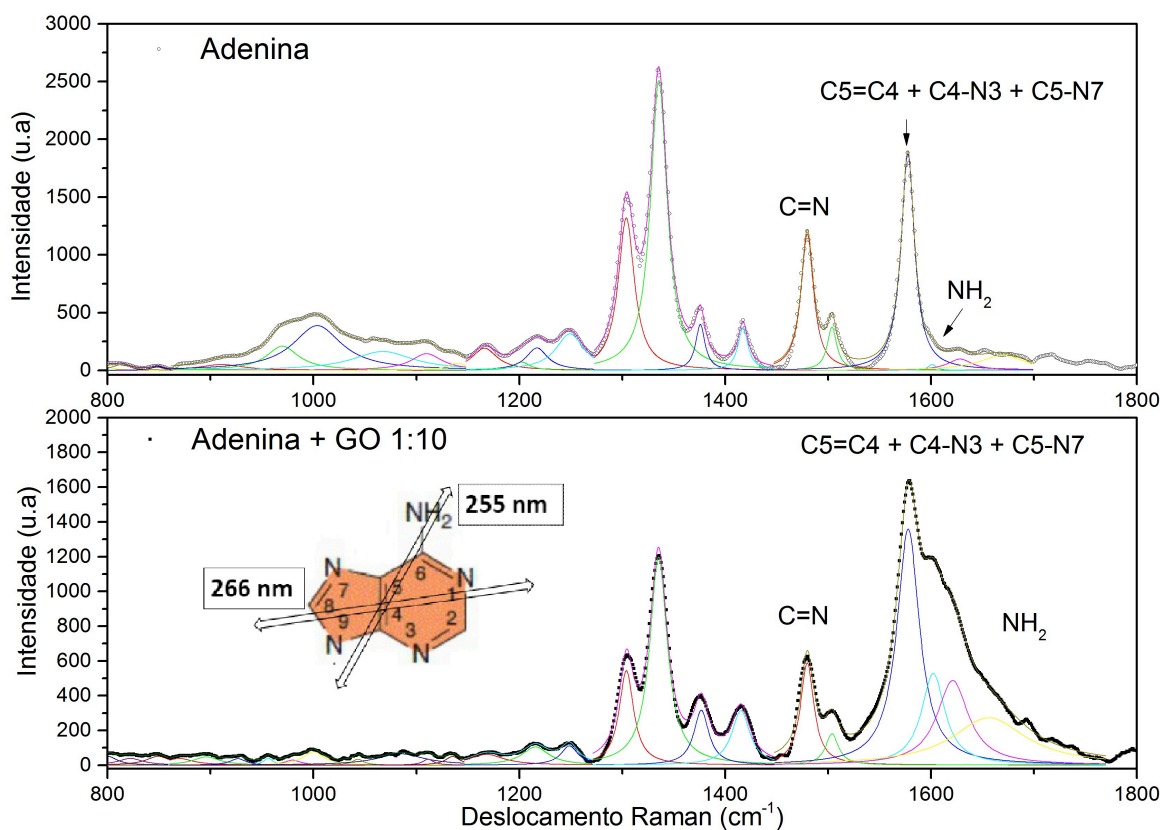 3000
2500
2000
1500
1000
500
0
Intensidade (u.a)
Adenina
C5=C4 + C4-N3 + C5-N7
C=N
NH2
800 1000 1200 1400 1600 1800
2000
1800
1600
1400
1200
1000
800
600
400
200
0
Intensidade (u.a)
Adenina + GO 1:10
C5=C4 + C4-N3 + C5-N7
NH2
255 nm
266 nm
N
7
5
6
N
1
8
4
2
9
3
N
N
C=N
NH2
800 1000 1200 1400 1600 1800
Deslocamento Raman (cm-1)